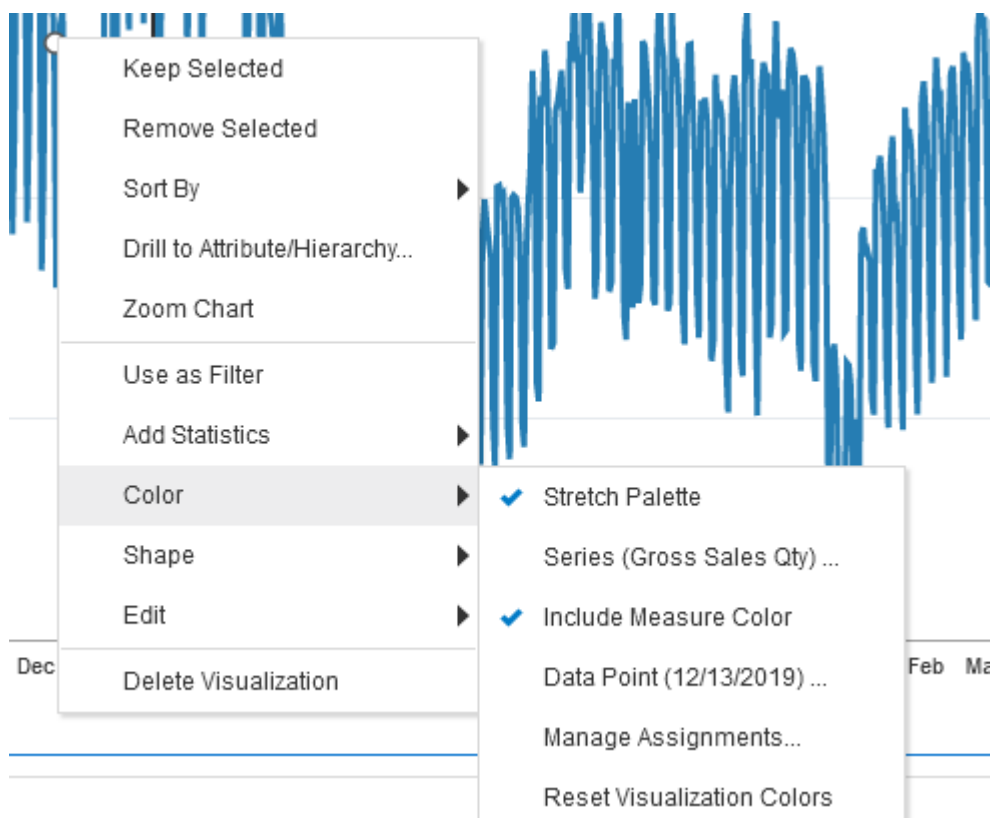 Keep Selected
Remove Selected
Sort By
Drill to Attribute/Hierarchy...
Zoom Chart
Use as Filter
Add Statistics
Color
Shape
Edit
Delete Visualization
Stretch Palette
Series (Gross Sales Qty) ...
Include Measure Color
Data Point (12/13/2019) ...
Manage Assignments...
Reset Visualization Colors
Dec
Feb
Ma